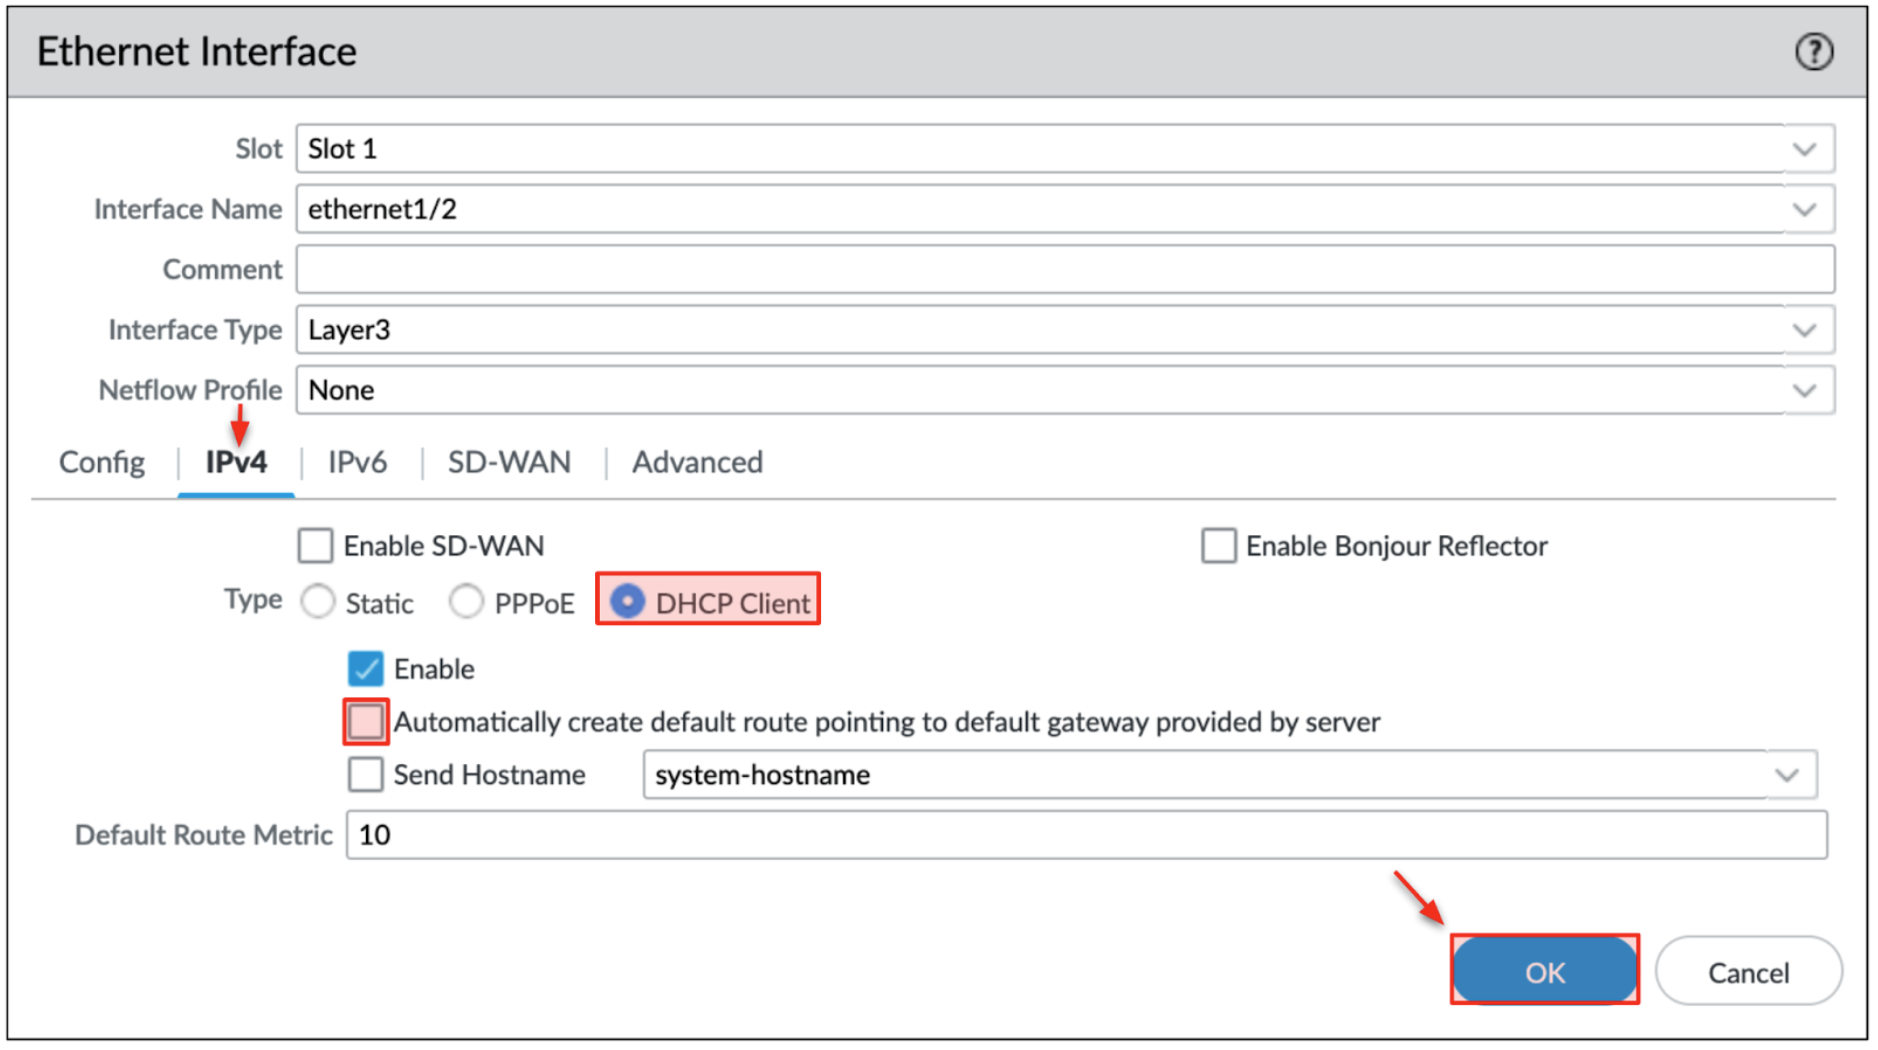 Ethernet Interface ?
Slot Slot 1
Interface Name ethernet1/2
Comment
Interface Type Layer3
Netflow Profile None
Config IPv4 IPv6 SD-WAN Advanced
Enable SD-WAN Enable Bonjour Reflector
Type Static PPPoE DHCP Client
Enable
Automatically create default route pointing to default gateway provided by server
Send Hostname system-hostname
Default Route Metric 10
OK Cancel